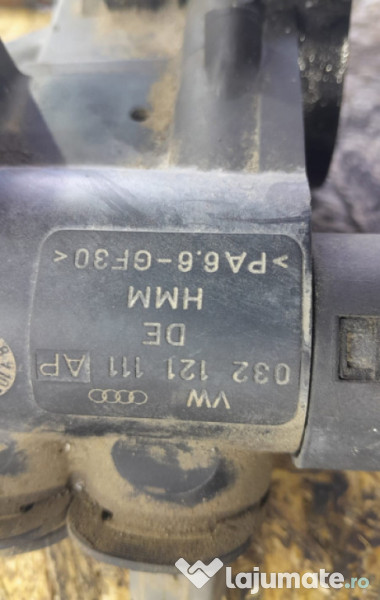 VW
032 121 111 AP
DE
HMM
>PA6.6-GF30<
lajumate.ro